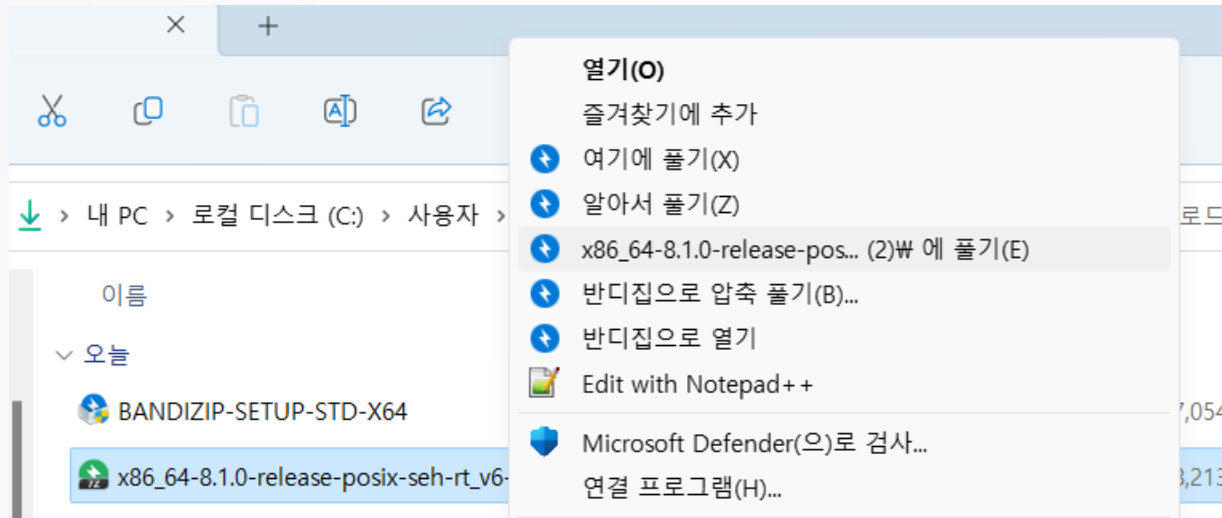 열기(O)
즐겨찾기에 추가
여기에 풀기(X)
알아서 풀기(Z)
내 PC > 로컬 디스크 (C:) > 사용자 >
로드
x86_64-8.1.0-release-pos... (2)₩ 에 풀기(E)
이름
반디집으로 압축 풀기(B)...
반디집으로 열기
오늘
Edit with Notepad++
BANDIZIP-SETUP-STD-X64
7,054
Microsoft Defender(으)로 검사...
x86_64-8.1.0-release-posix-seh-rt_v6-
,213
연결 프로그램(H)...